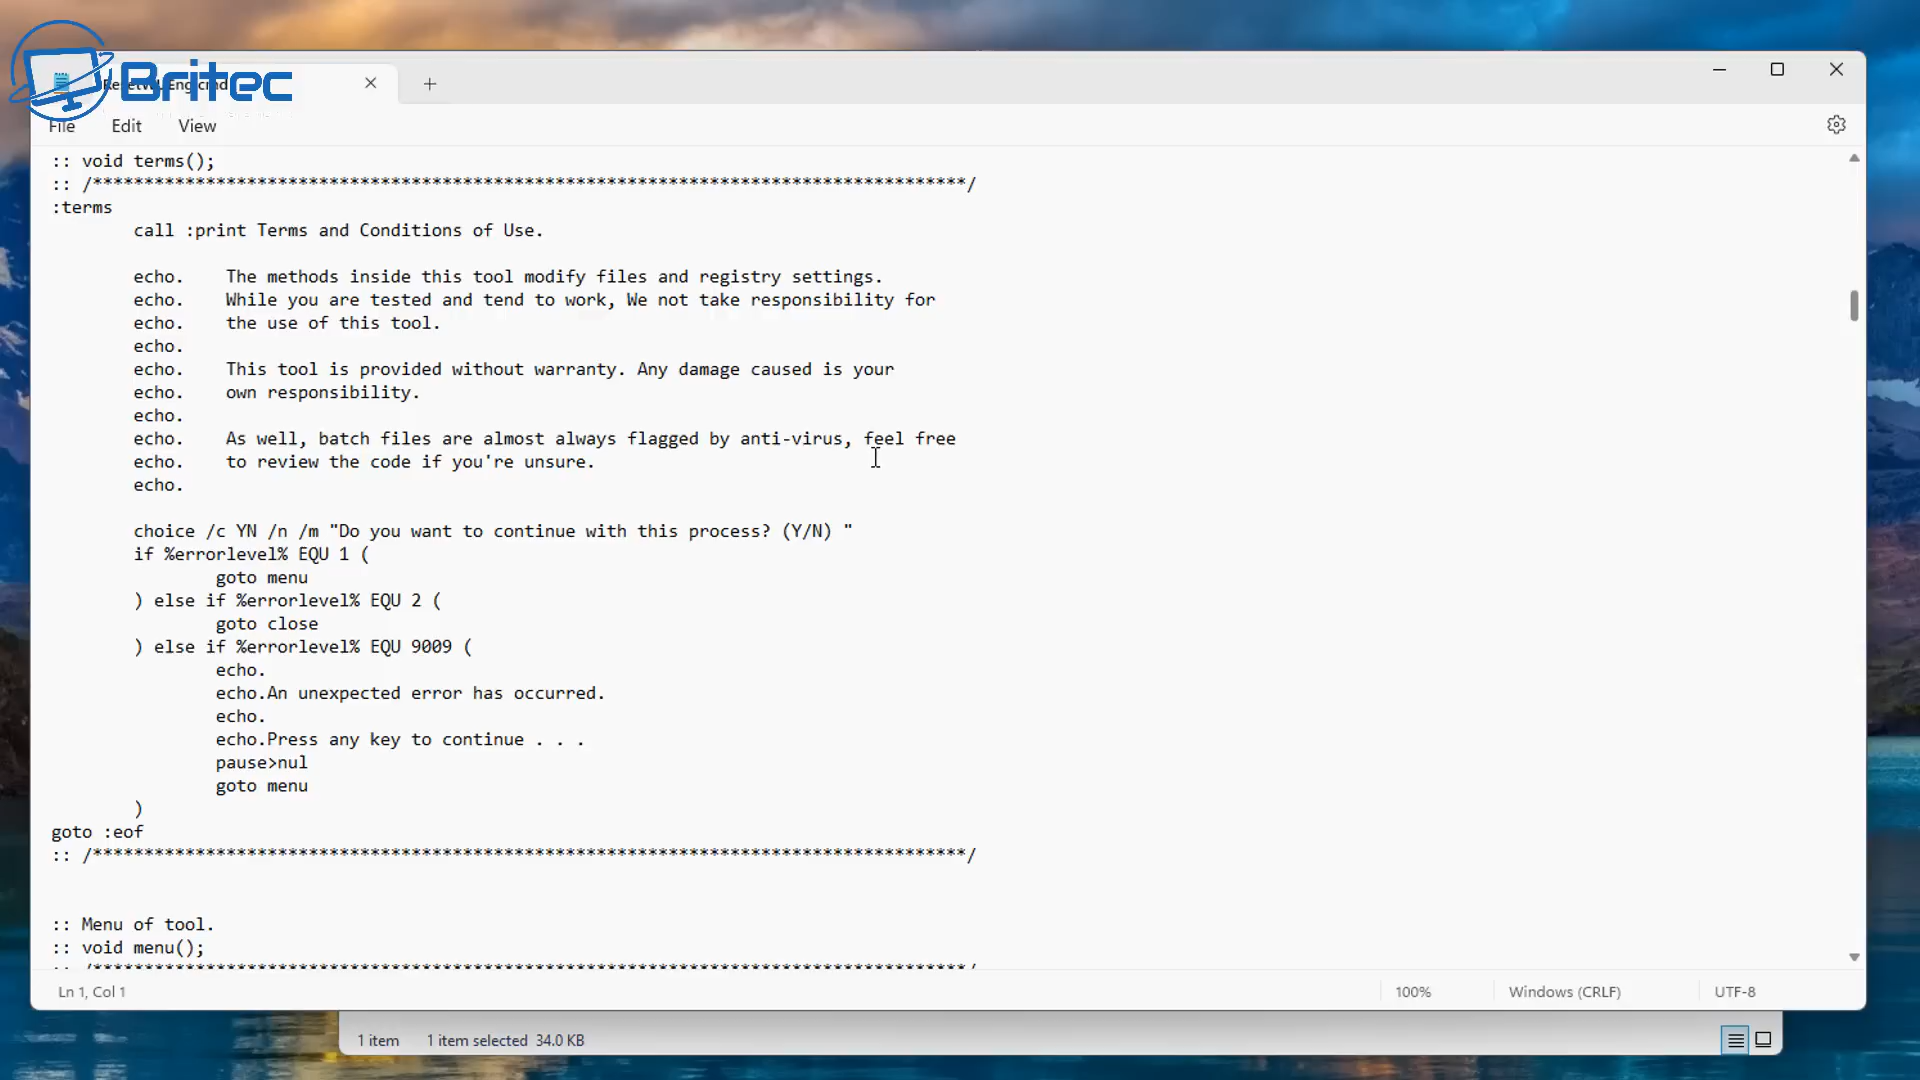 Britec
ResetWUEng.cmd
File Edit View
:: void terms();
:: /*************************************************************************************/
:terms
call :print Terms and Conditions of Use.
echo.    The methods inside this tool modify files and registry settings.
echo.    While you are tested and tend to work, We not take responsibility for
echo.    the use of this tool.
echo.
echo.    This tool is provided without warranty. Any damage caused is your
echo.    own responsibility.
echo.
echo.    As well, batch files are almost always flagged by anti-virus, feel free
echo.    to review the code if you're unsure.
echo.
choice /c YN /n /m "Do you want to continue with this process? (Y/N) "
if %errorlevel% EQU 1 (
goto menu
) else if %errorlevel% EQU 2 (
goto close
) else if %errorlevel% EQU 9009 (
echo.
echo.An unexpected error has occurred.
echo.
echo.Press any key to continue . . .
pause>nul
goto menu
)
goto :eof
:: /*************************************************************************************/
:: Menu of tool.
:: void menu();
:: /*************************************************************************************/
Ln 1, Col 1 100% Windows (CRLF) UTF-8
1 item 1 item selected 34.0 KB